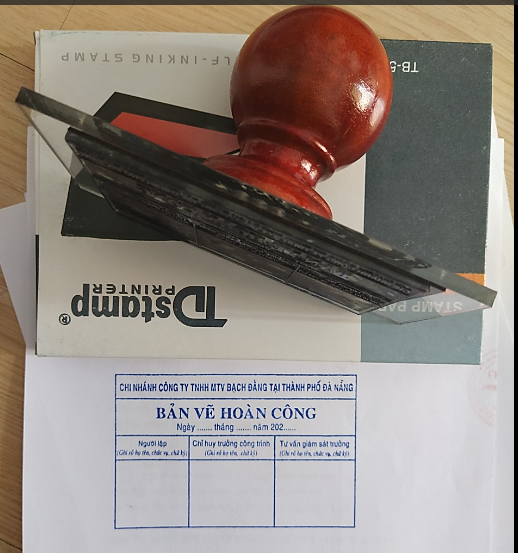 SELF-INKING STAMP
TB-5
TDstamp®
PRINTER
STAMP PAD
CHI NHÁNH CÔNG TY TNHH MTV BẠCH ĐẰNG TẠI THÀNH PHỐ ĐÀ NẴNG
BẢN VẼ HOÀN CÔNG
Ngày ....... tháng ....... năm 202......
Người lập
(Ghi rõ họ tên, chức vụ, chữ ký)
Chỉ huy trưởng công trình
(Ghi rõ họ tên, chữ ký)
Tư vấn giám sát trưởng
(Ghi rõ họ tên, chức vụ, chữ ký)